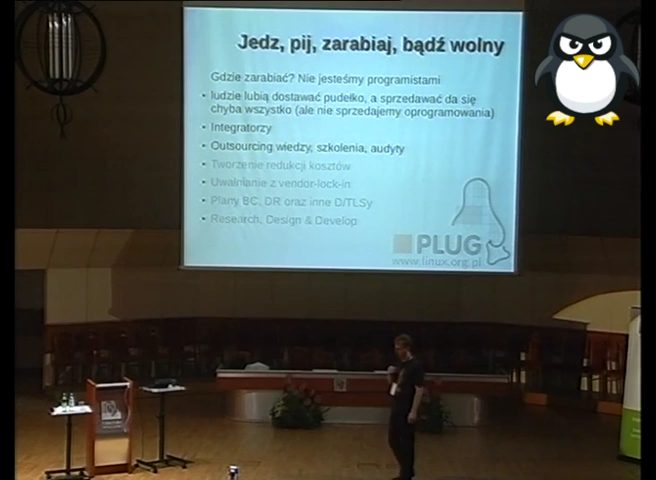 Jedz, pij, zarabiaj, bądź wolny
Gdzie zarabiać? Nie jesteśmy programistami
• ludzie lubią dostawać pudełko, a sprzedawać da się
chyba wszystko (ale nie sprzedajemy oprogramowania)
• Integratorzy
• Outsourcing wiedzy, szkolenia, audyty
• Tworzenie redukcji kosztów
• Uwalnianie z vendor-lock-in
• Plany BC, DR oraz inne D/TLSy
• Research, Design & Develop
PLUG
www.linux.org.pl